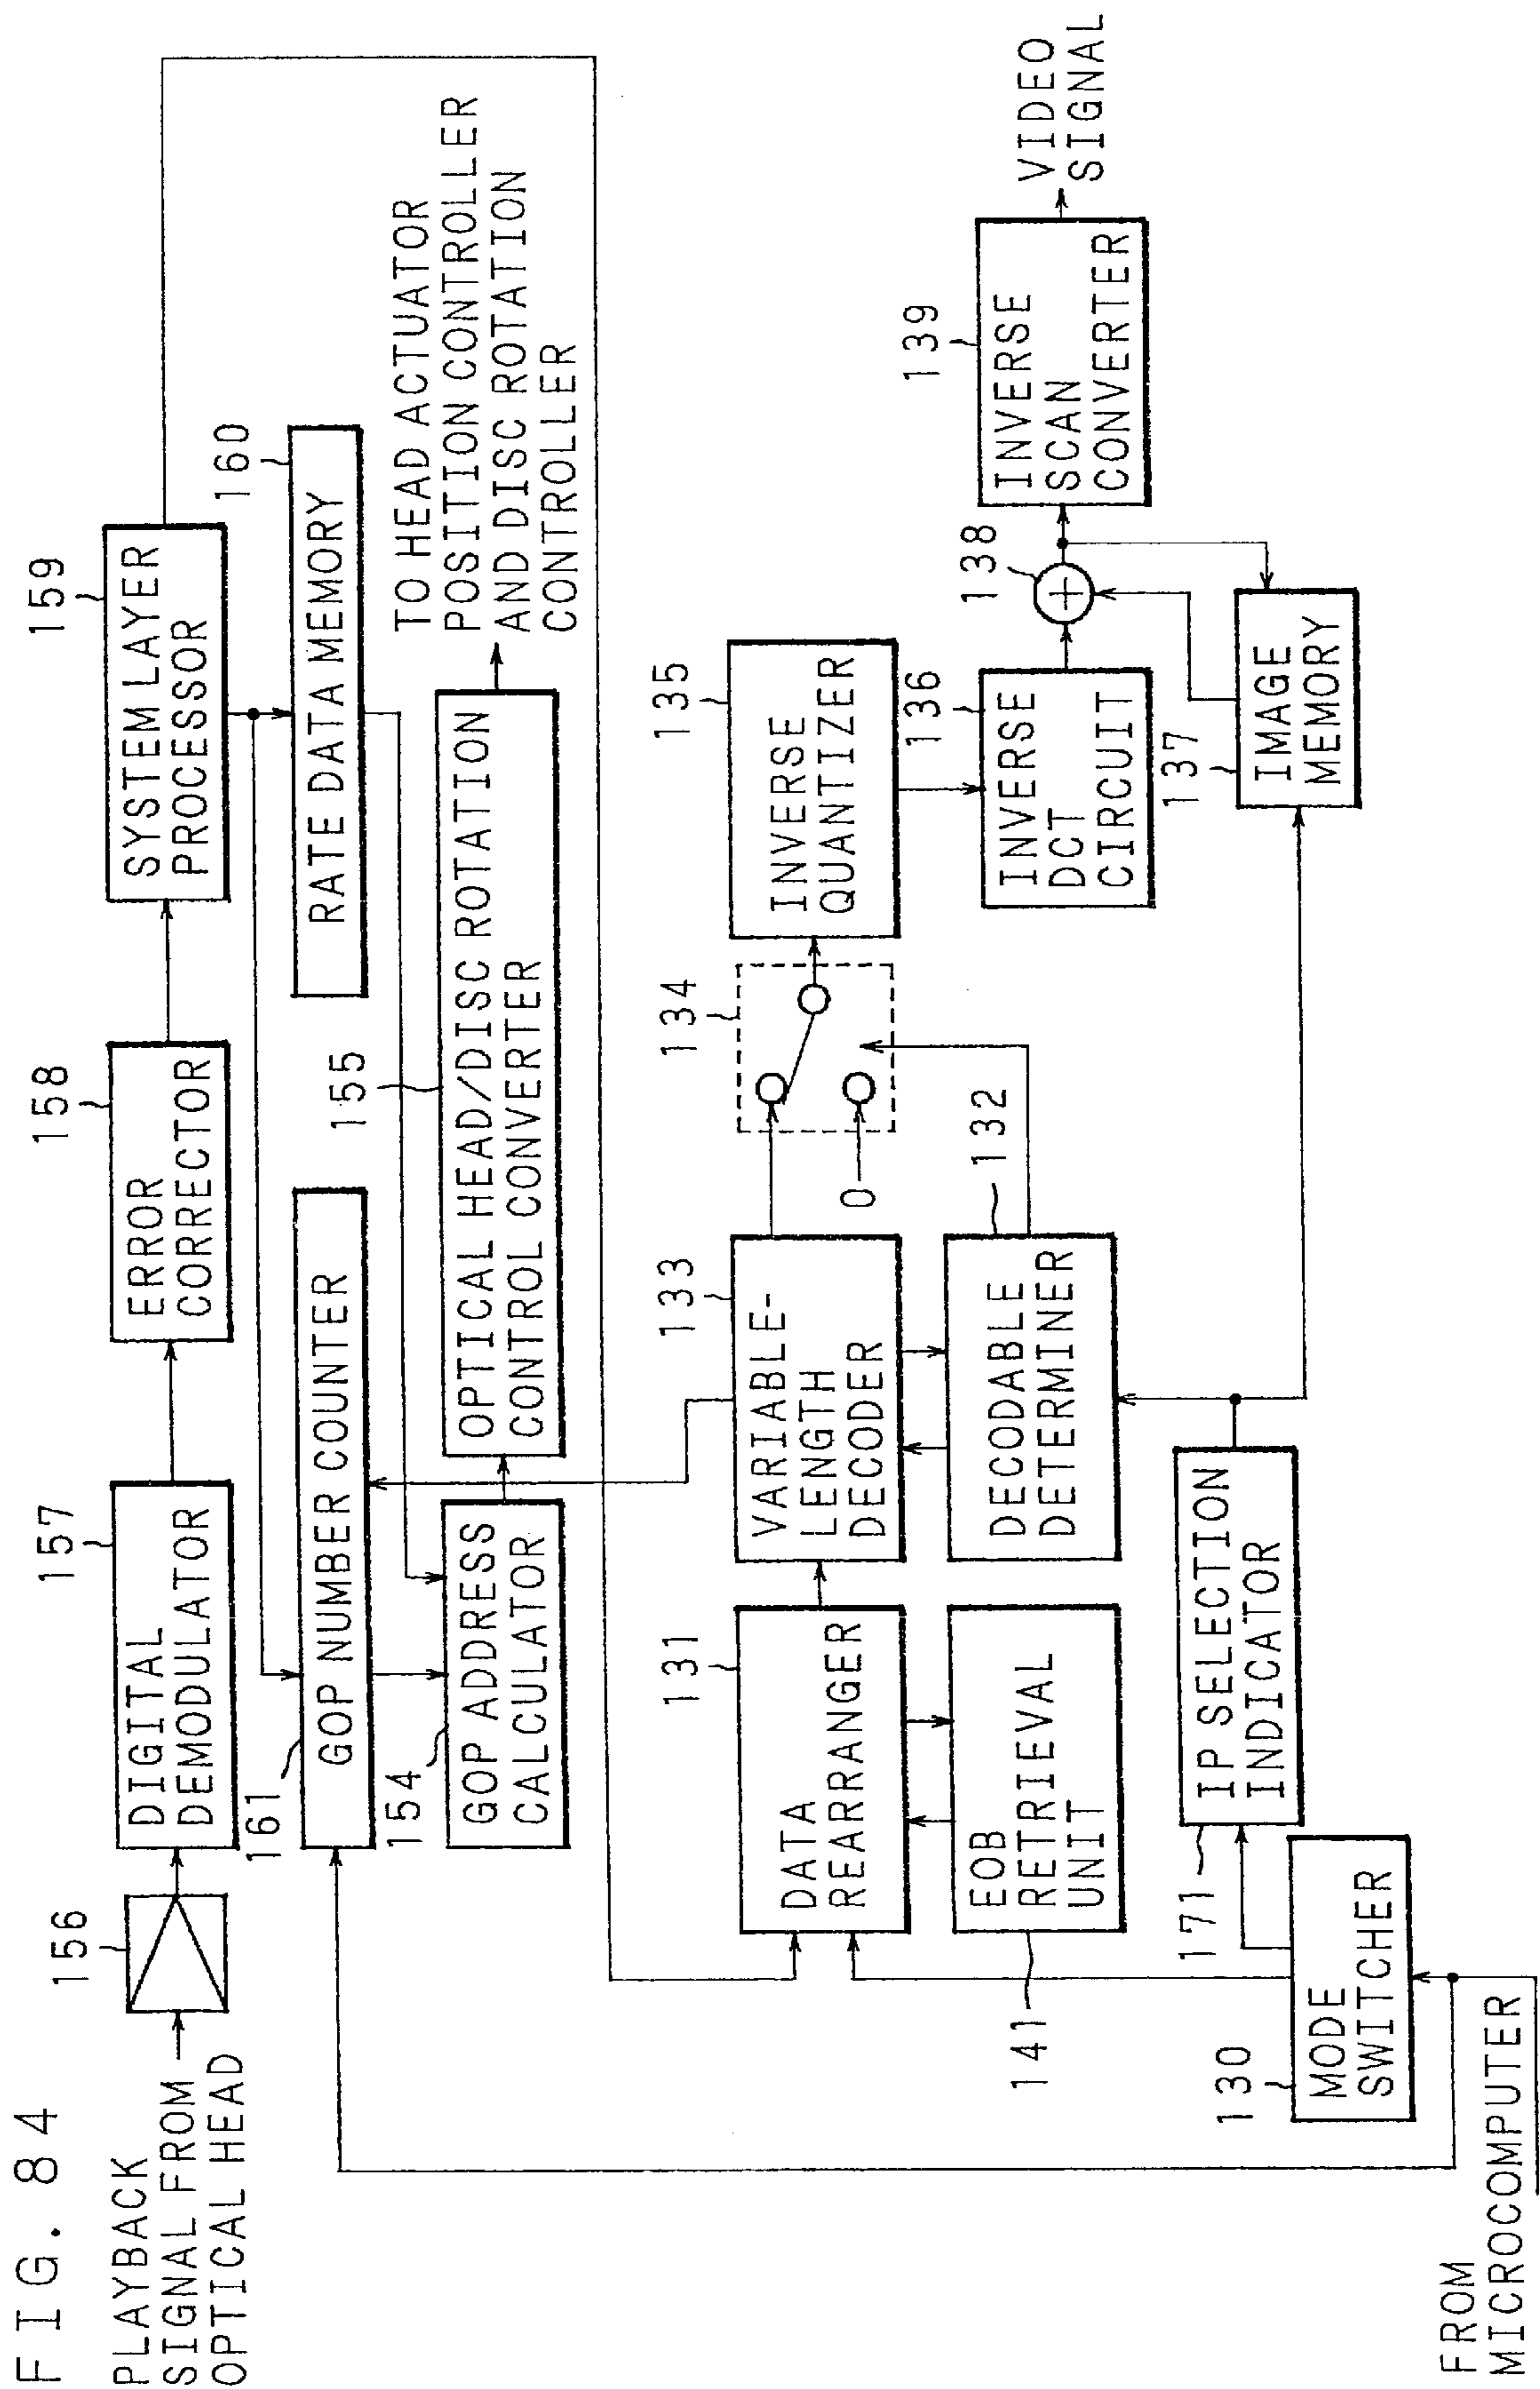 FIG. 84
PLAYBACK
SIGNAL FROM
OPTICAL HEAD
156
157
DIGITAL
DEMODULATOR
158
ERROR
CORRECTOR
159
SYSTEM LAYER
PROCESSOR
161
GOP NUMBER COUNTER
160
RATE DATA MEMORY
154
GOP ADDRESS
CALCULATOR
155
OPTICAL HEAD/DISC ROTATION
CONTROL CONVERTER
TO HEAD ACTUATOR
POSITION CONTROLLER
AND DISC ROTATION
CONTROLLER
131
DATA
REARRANGER
133
VARIABLE-
LENGTH
DECODER
134
0
135
INVERSE
QUANTIZER
141
EOB
RETRIEVAL
UNIT
132
DECODABLE
DETERMINER
136
INVERSE
DCT
CIRCUIT
138
+
139
INVERSE
SCAN
CONVERTER
VIDEO
SIGNAL
137
IMAGE
MEMORY
171
IP SELECTION
INDICATOR
130
MODE
SWITCHER
FROM
MICROCOMPUTER